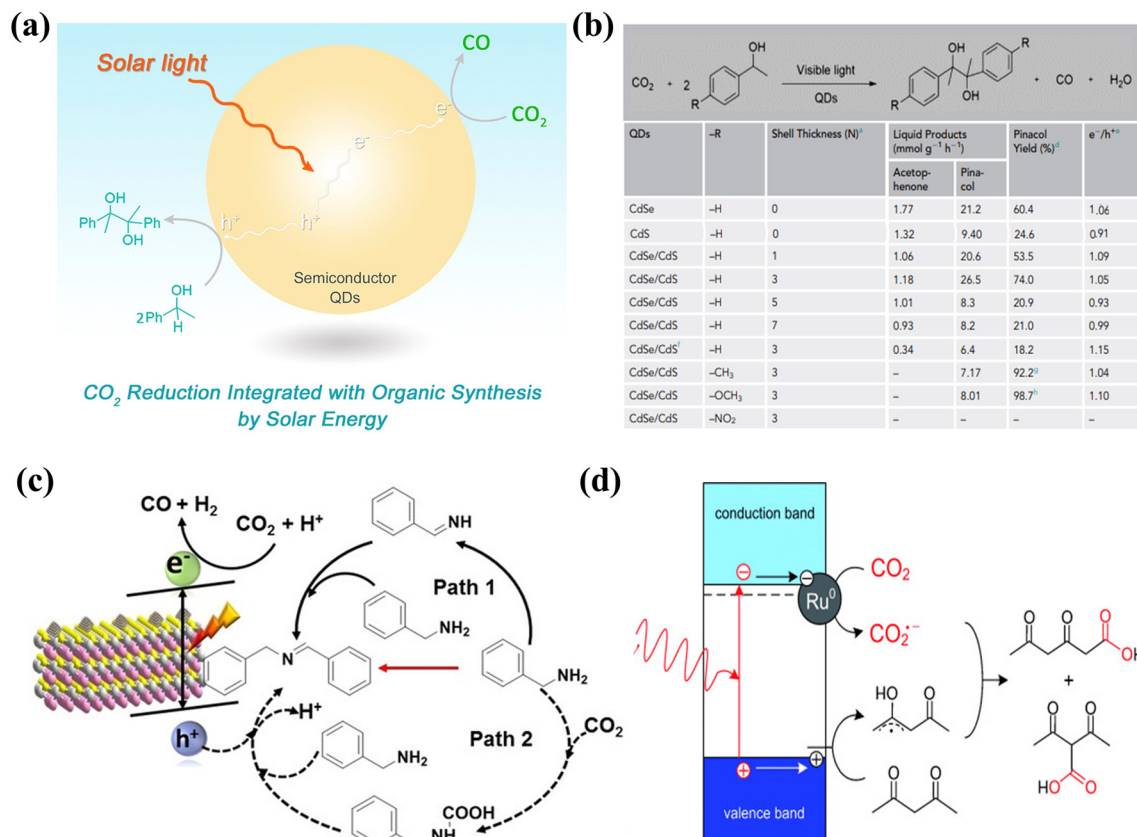 (a)
Solar light
CO
CO₂
e⁻
e⁻
h⁺
h⁺
OH
Ph
Ph
OH
OH
2Ph
H
Semiconductor
QDs
CO₂ Reduction Integrated with Organic Synthesis
by Solar Energy
(b)
CO₂ + 2
OH
R
Visible light
QDs
OH
R
OH
R
+ CO + H₂O
QDs –R Shell Thickness (N)ᵃ Liquid Products Pinacol e⁻/h⁺ᵉ
(mmol g⁻¹ h⁻¹) Yield (%)ᵈ
Acetop- Pina-
henone col
CdSe –H 0 1.77 21.2 60.4 1.06
CdS –H 0 1.32 9.40 24.6 0.91
CdSe/CdS –H 1 1.06 20.6 53.5 1.09
CdSe/CdS –H 3 1.18 26.5 74.0 1.05
CdSe/CdS –H 5 1.01 8.3 20.9 0.93
CdSe/CdS –H 7 0.93 8.2 21.0 0.99
CdSe/CdSᶠ –H 3 0.34 6.4 18.2 1.15
CdSe/CdS –CH₃ 3 – 7.17 92.2ᵍ 1.04
CdSe/CdS –OCH₃ 3 – 8.01 98.7ʰ 1.10
CdSe/CdS –NO₂ 3 – – – –
(c)
CO + H₂
CO₂ + H⁺
e⁻
h⁺
NH
Path 1
NH₂
N
NH₂
H⁺
Path 2
CO₂
NH₂
COOH
N
H
(d)
conduction band
Ru⁰
CO₂
CO₂•⁻
valence band
HO
O
O
O
O
O
O
OH
+
O
O
HO
O